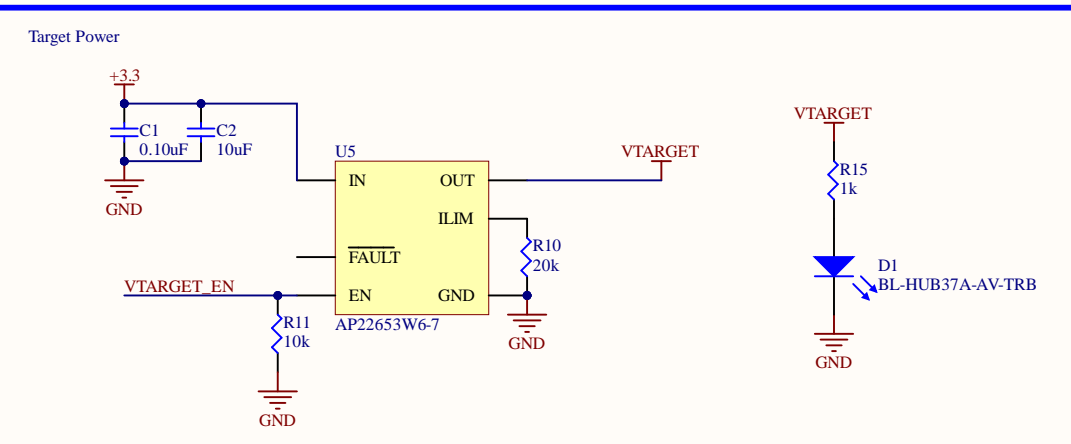 Target Power
+3.3
C1
0.10uF
C2
10uF
GND
U5
IN
OUT
ILIM
FAULT
EN
GND
AP22653W6-7
VTARGET
R10
20k
GND
VTARGET_EN
R11
10k
GND
VTARGET
R15
1k
D1
BL-HUB37A-AV-TRB
GND